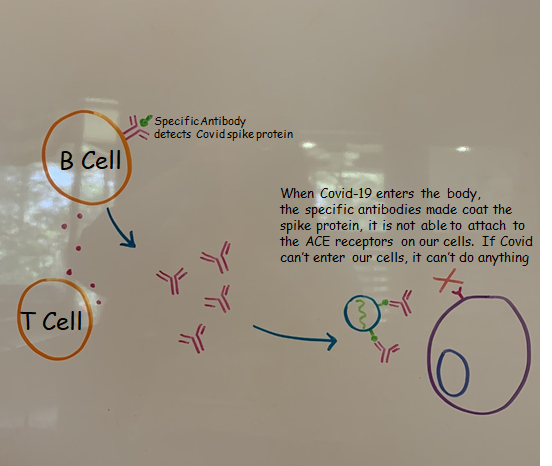 Specific Antibody
detects Covid spike protein
B Cell
When Covid-19 enters the body,
the specific antibodies made coat the
spike protein, it is not able to attach to
the ACE receptors on our cells. If Covid
can't enter our cells, it can't do anything
T Cell